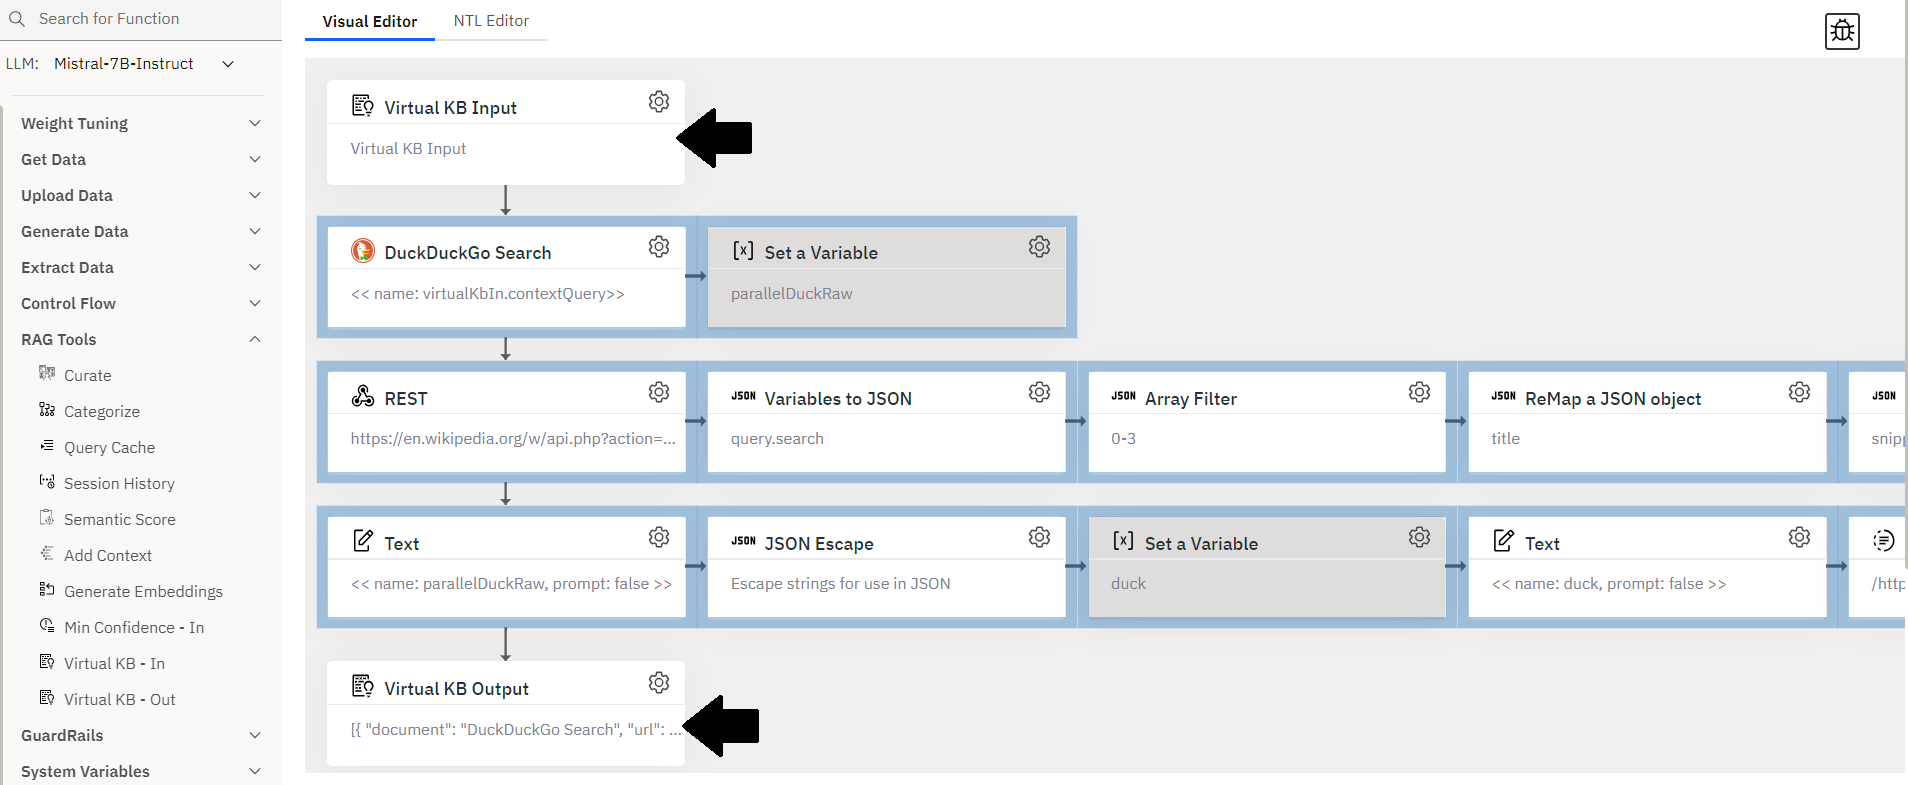 Search for Function
LLM: Mistral-7B-Instruct
Weight Tuning
Get Data
Upload Data
Generate Data
Extract Data
Control Flow
RAG Tools
Curate
Categorize
Query Cache
Session History
Semantic Score
Add Context
Generate Embeddings
Min Confidence - In
Virtual KB - In
Virtual KB - Out
GuardRails
System Variables
Visual Editor NTL Editor
Virtual KB Input
Virtual KB Input
DuckDuckGo Search
<< name: virtualKbIn.contextQuery>>
[x] Set a Variable
parallelDuckRaw
REST
https://en.wikipedia.org/w/api.php?action=...
JSON Variables to JSON
query.search
JSON Array Filter
0-3
JSON ReMap a JSON object
title
JSON
snipp
Text
<< name: parallelDuckRaw, prompt: false >>
JSON JSON Escape
Escape strings for use in JSON
[x] Set a Variable
duck
Text
<< name: duck, prompt: false >>
/http
Virtual KB Output
[{ "document": "DuckDuckGo Search", "url": ...